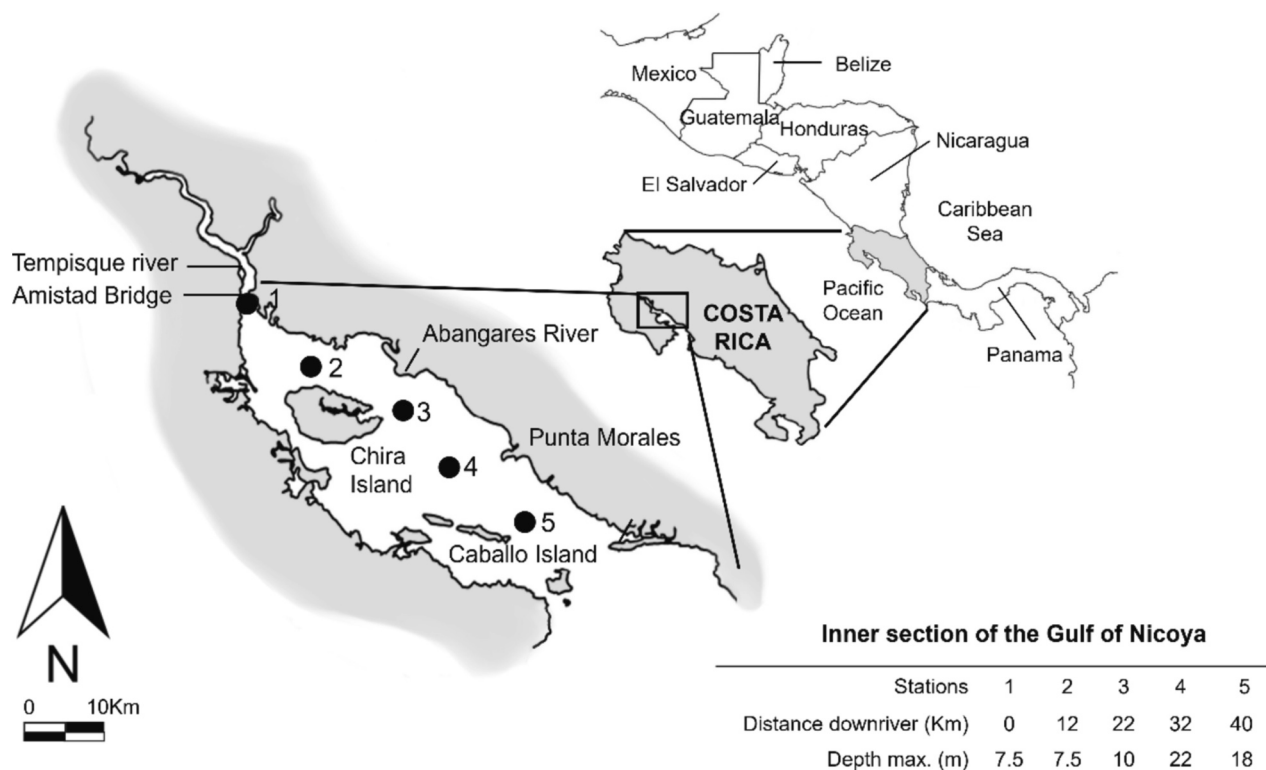 Mexico
Belize
Guatemala
Honduras
Nicaragua
El Salvador
Caribbean
Sea
Tempisque river
Amistad Bridge
1
Pacific
Ocean
COSTA
RICA
Panama
Abangares River
2
3
Punta Morales
Chira
Island
4
5
Caballo Island
N
0 10Km
Inner section of the Gulf of Nicoya
Stations 1 2 3 4 5
Distance downriver (Km) 0 12 22 32 40
Depth max. (m) 7.5 7.5 10 22 18